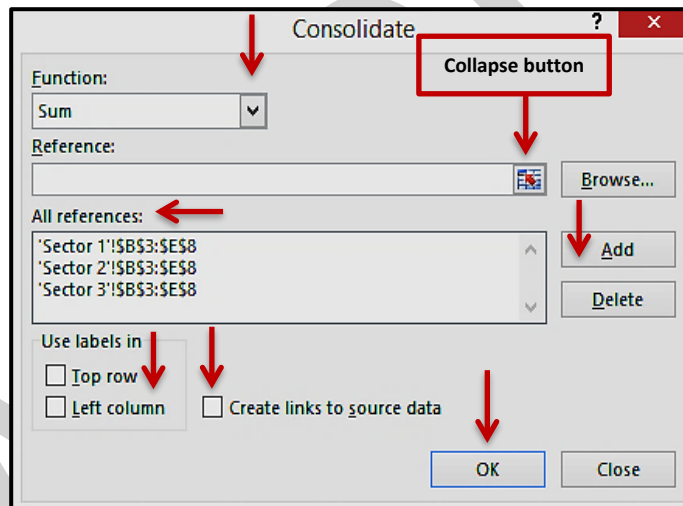 Consolidate ? ×
Collapse button
Function:
Sum
Reference:
Browse...
All references:
'Sector 1'!$B$3:$E$8
'Sector 2'!$B$3:$E$8
'Sector 3'!$B$3:$E$8
Add
Delete
Use labels in
Top row
Left column
Create links to source data
OK
Close